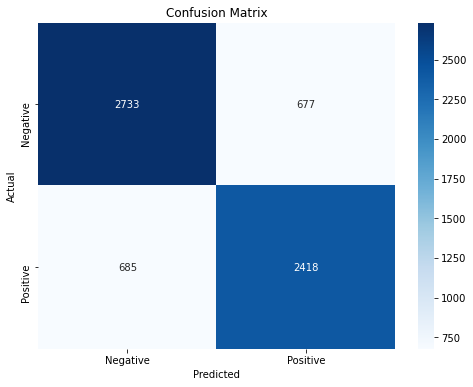 Confusion Matrix
Actual
Negative
Positive
2733 677
685 2418
Negative Positive
Predicted
2500
2250
2000
1750
1500
1250
1000
750